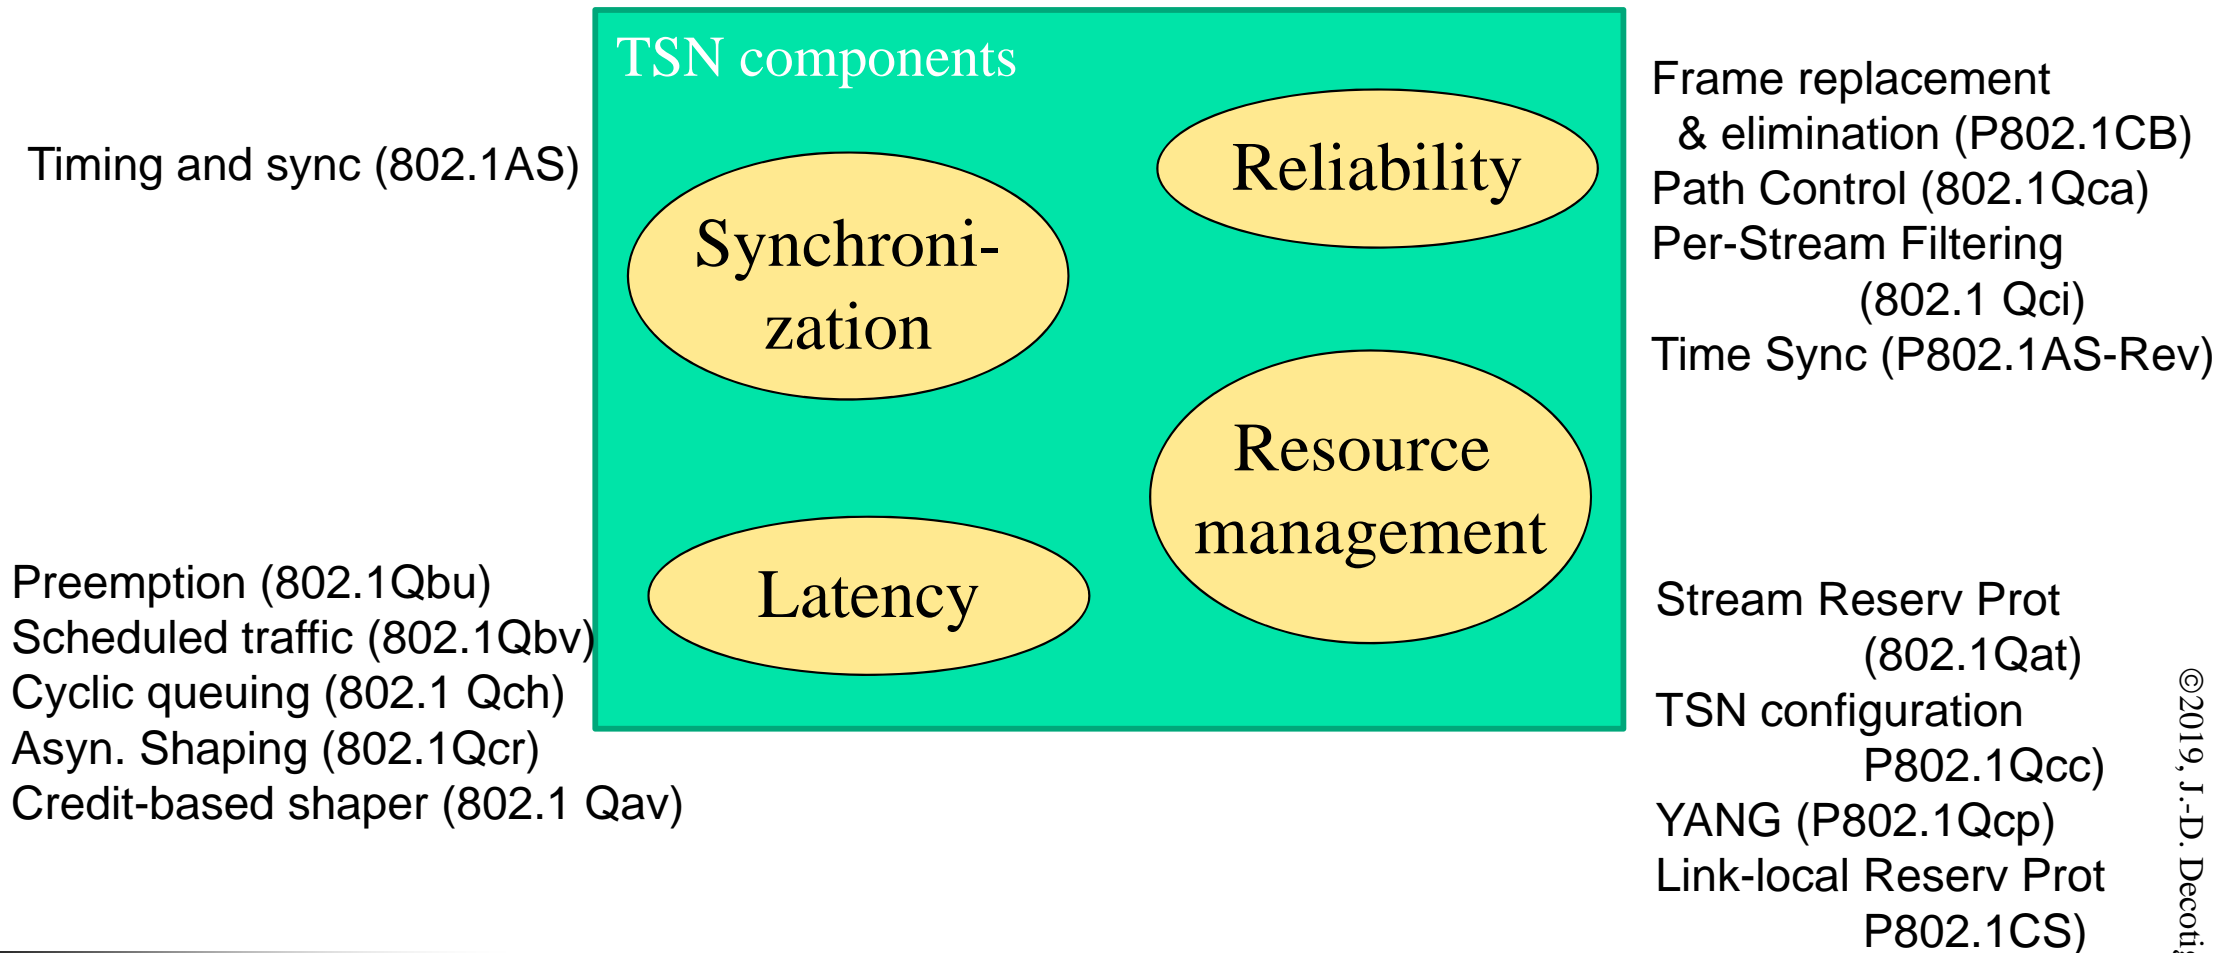 TSN components
Timing and sync (802.1AS)
Synchroni-
zation
Reliability
Frame replacement
& elimination (P802.1CB)
Path Control (802.1Qca)
Per-Stream Filtering
(802.1 Qci)
Time Sync (P802.1AS-Rev)
Latency
Resource
management
Preemption (802.1Qbu)
Scheduled traffic (802.1Qbv)
Cyclic queuing (802.1 Qch)
Asyn. Shaping (802.1Qcr)
Credit-based shaper (802.1 Qav)
Stream Reserv Prot
(802.1Qat)
TSN configuration
P802.1Qcc)
YANG (P802.1Qcp)
Link-local Reserv Prot
P802.1CS)
©2019, J.-D. Decotig